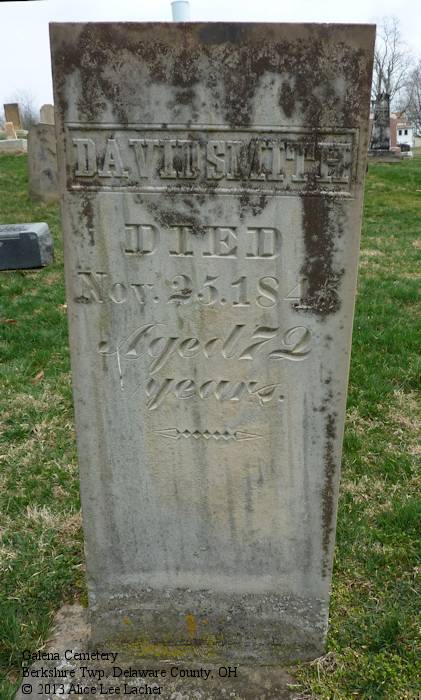 DAVID SMITH
DIED
Nov. 25. 1845
Aged 72
years.
Galena Cemetery
Berkshire Twp, Delaware County, OH
© 2013 Alice Lee Lacher